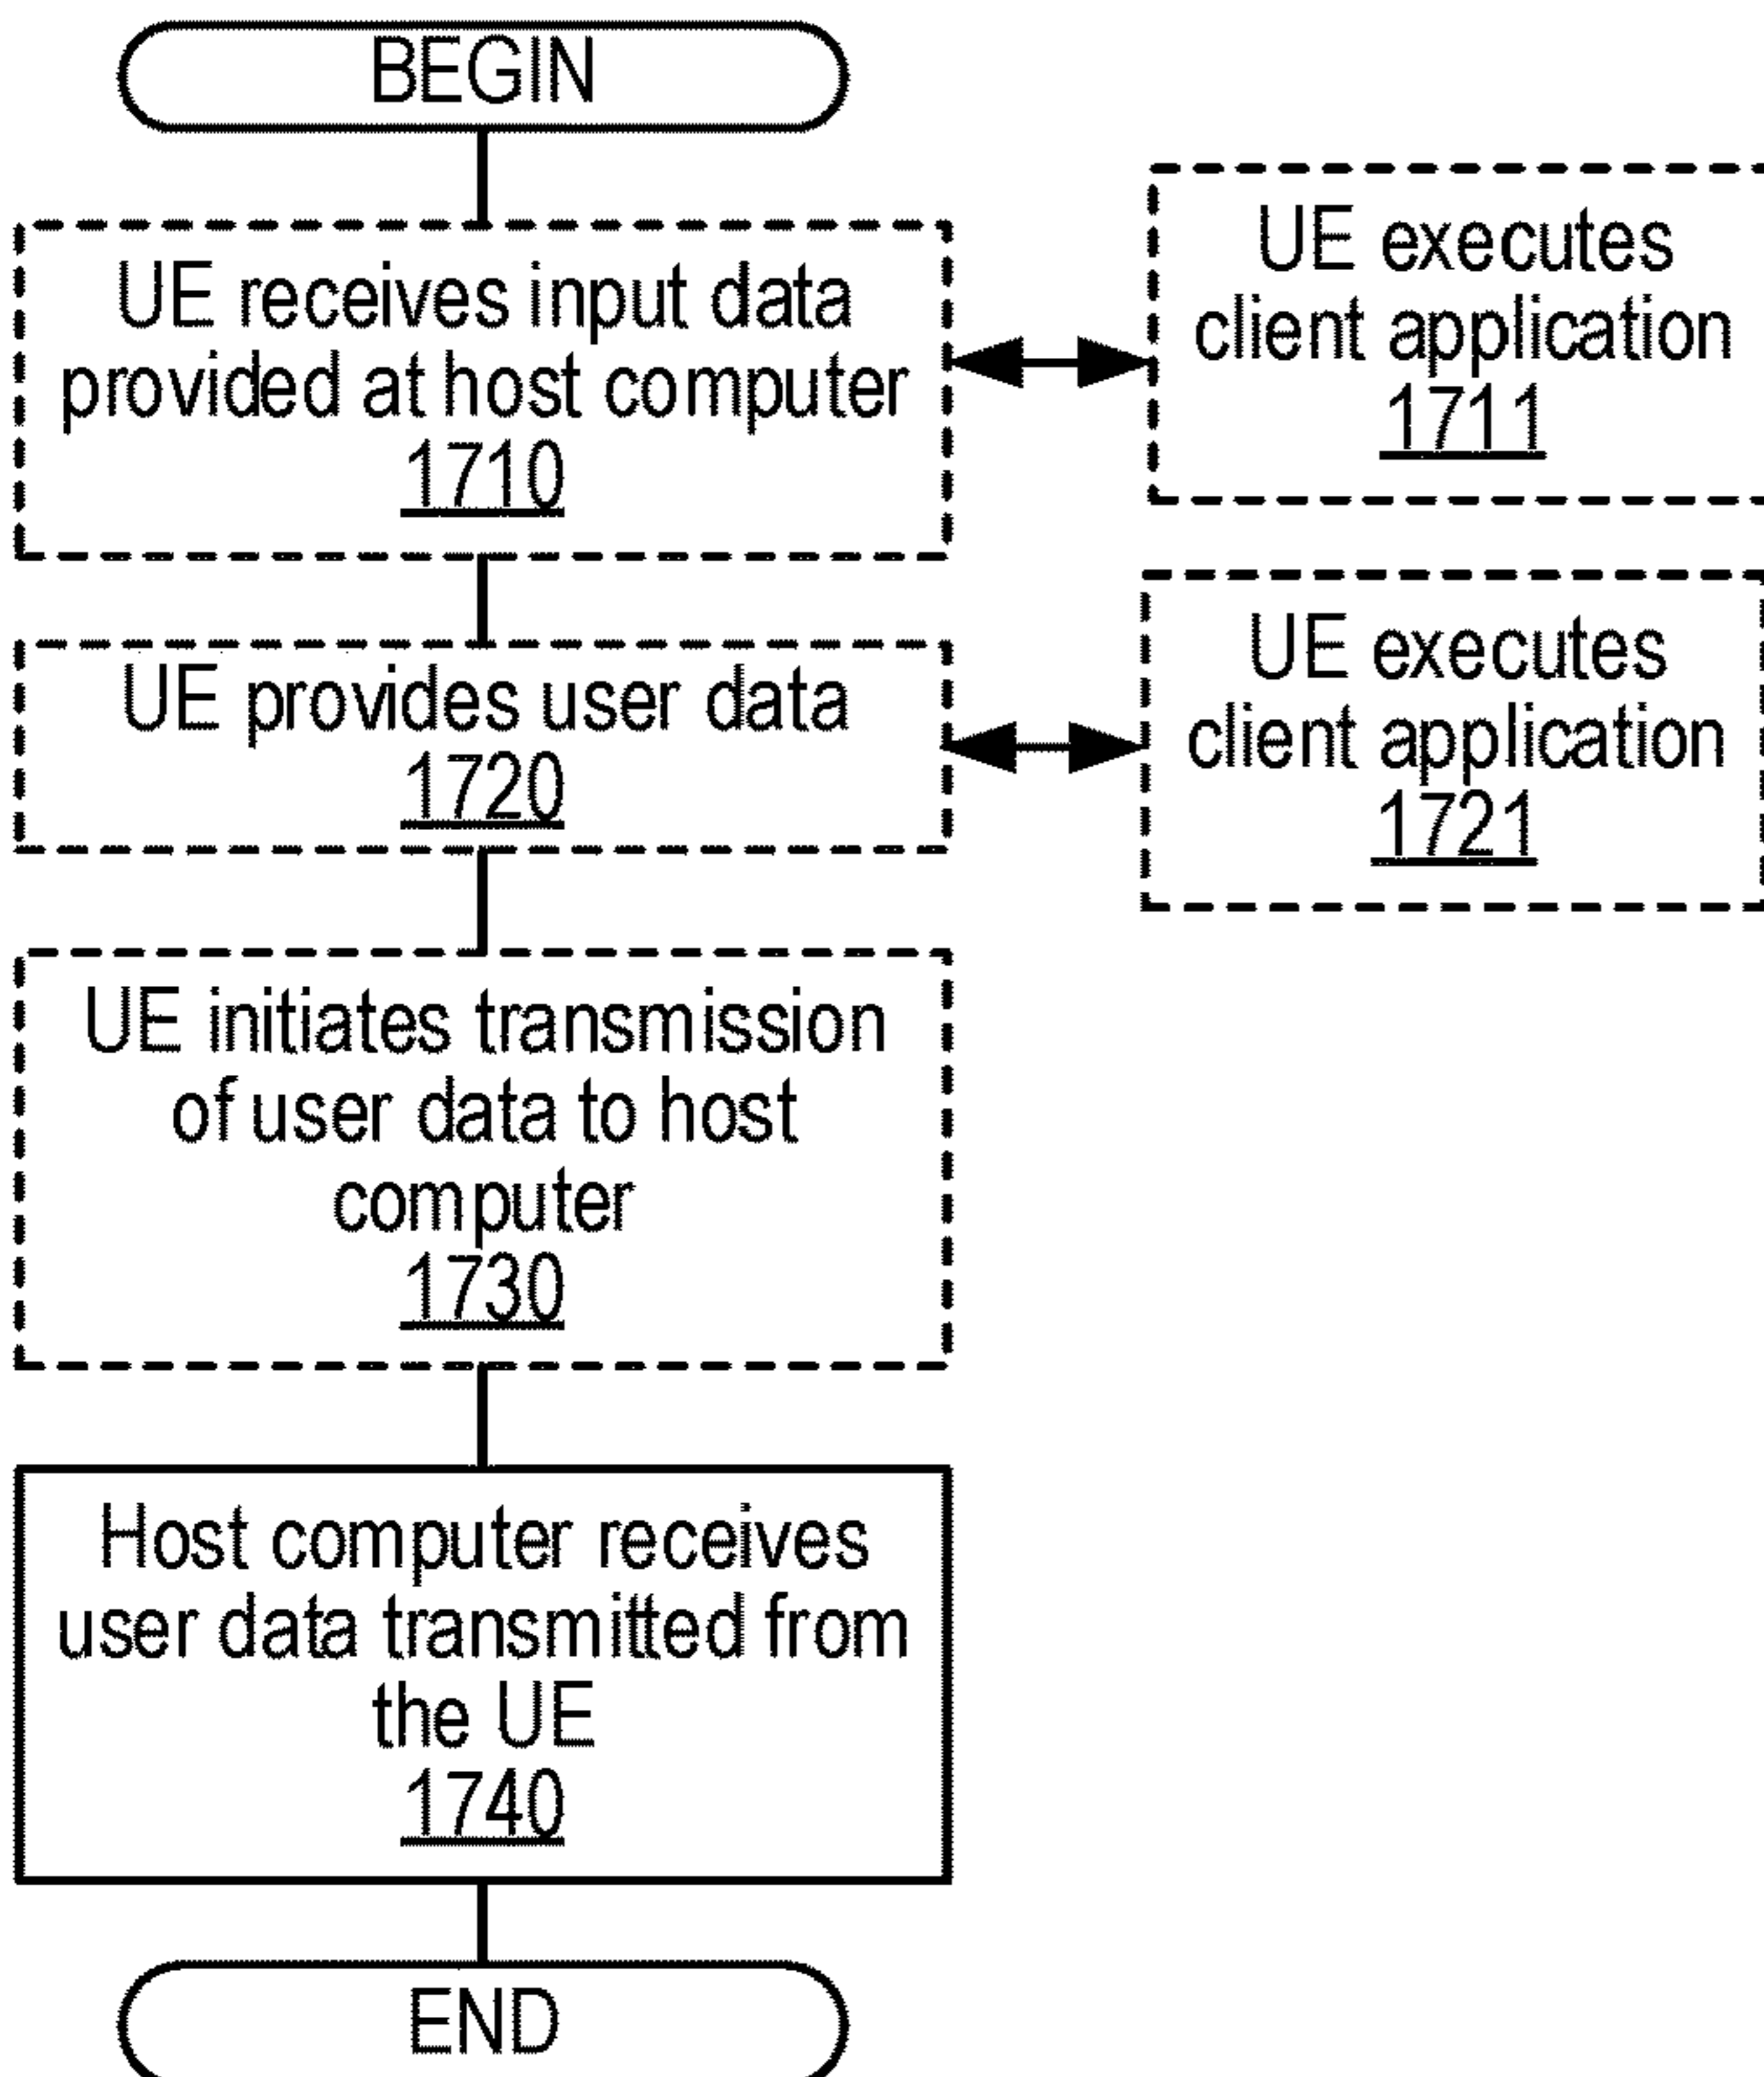 BEGIN
UE receives input data
provided at host computer
1710
UE executes
client application
1711
UE provides user data
1720
UE executes
client application
1721
UE initiates transmission
of user data to host
computer
1730
Host computer receives
user data transmitted from
the UE
1740
END